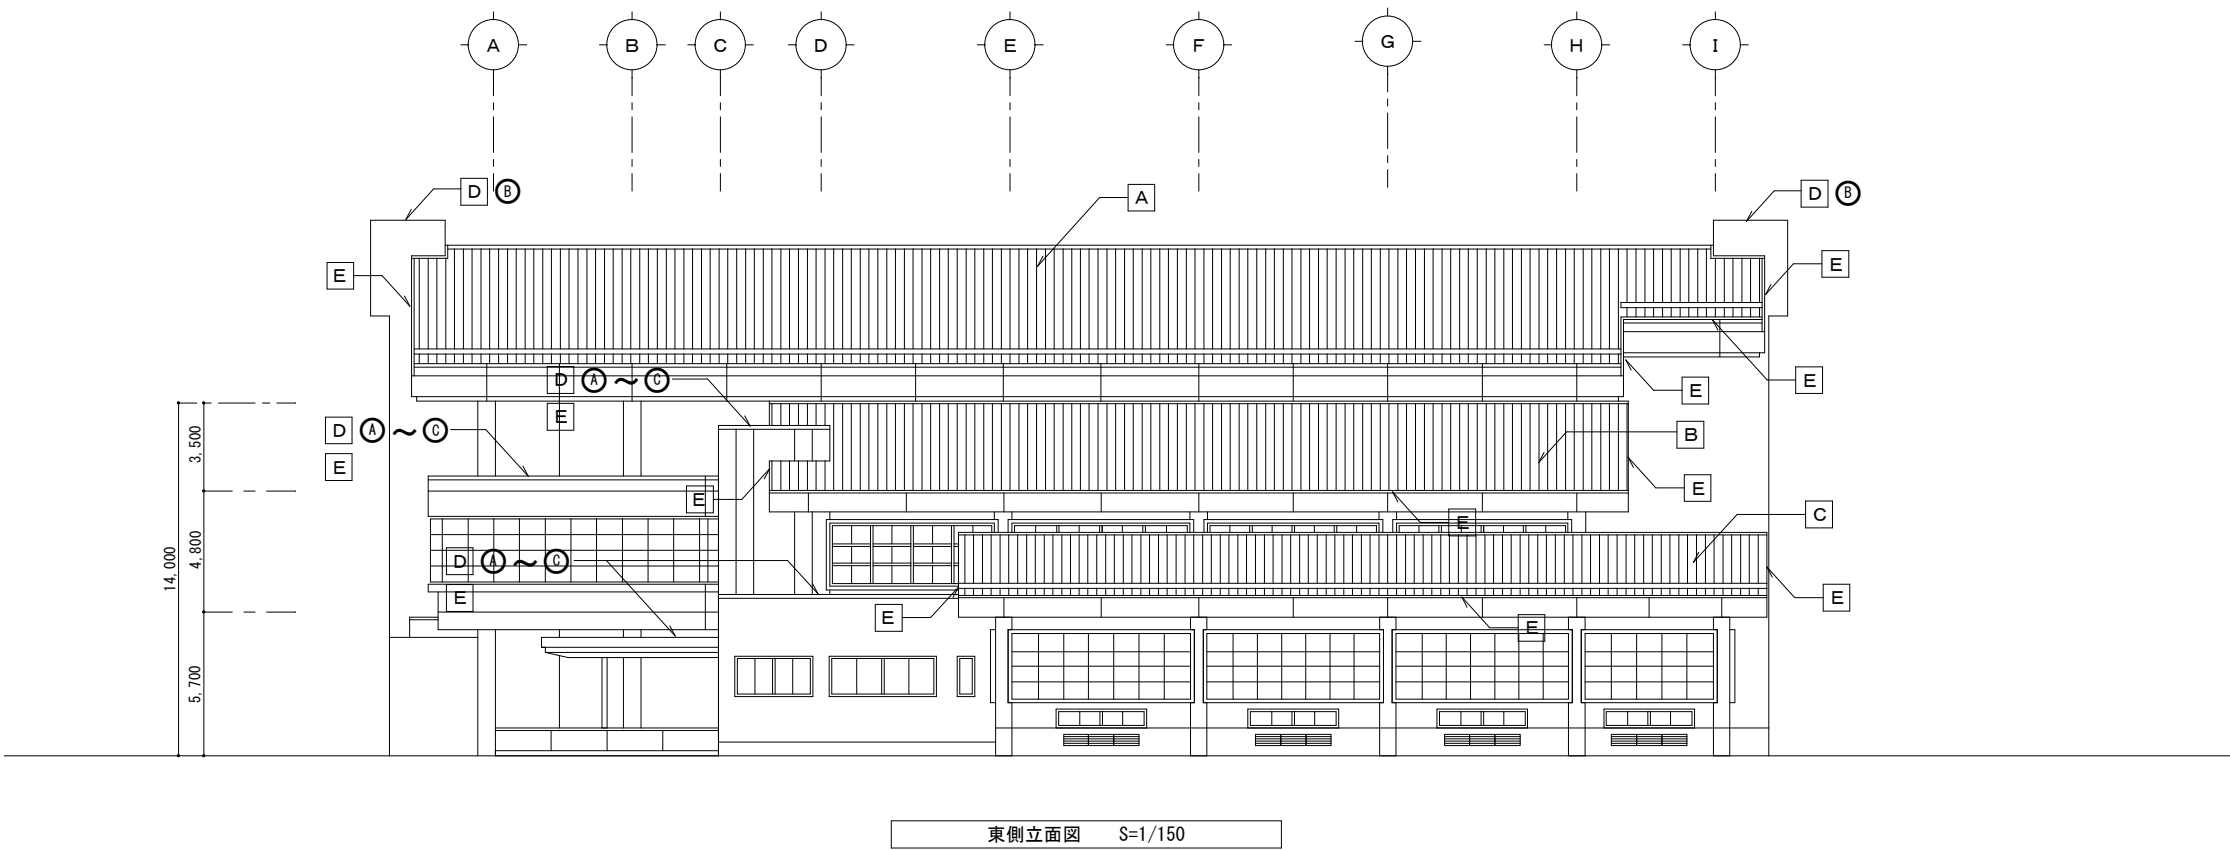 A B C D E F G H I
D Ⓑ
A
D Ⓑ
E
E
D Ⓐ～Ⓒ
E
E
E
D Ⓐ～Ⓒ
E
B
E
E
E
C
D Ⓐ～Ⓒ
E
E
E
E
3,500
4,800
14,000
5,700
東側立面図 S=1/150